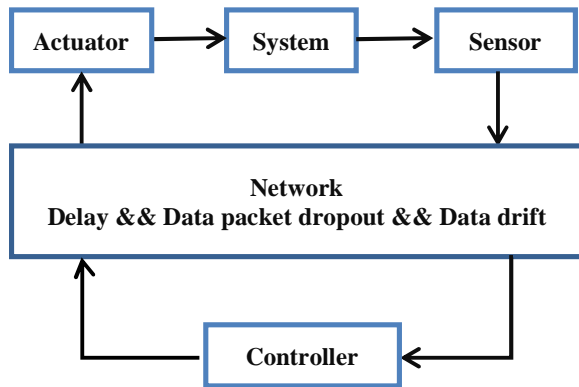 Actuator
System
Sensor
Network
Delay && Data packet dropout && Data drift
Controller